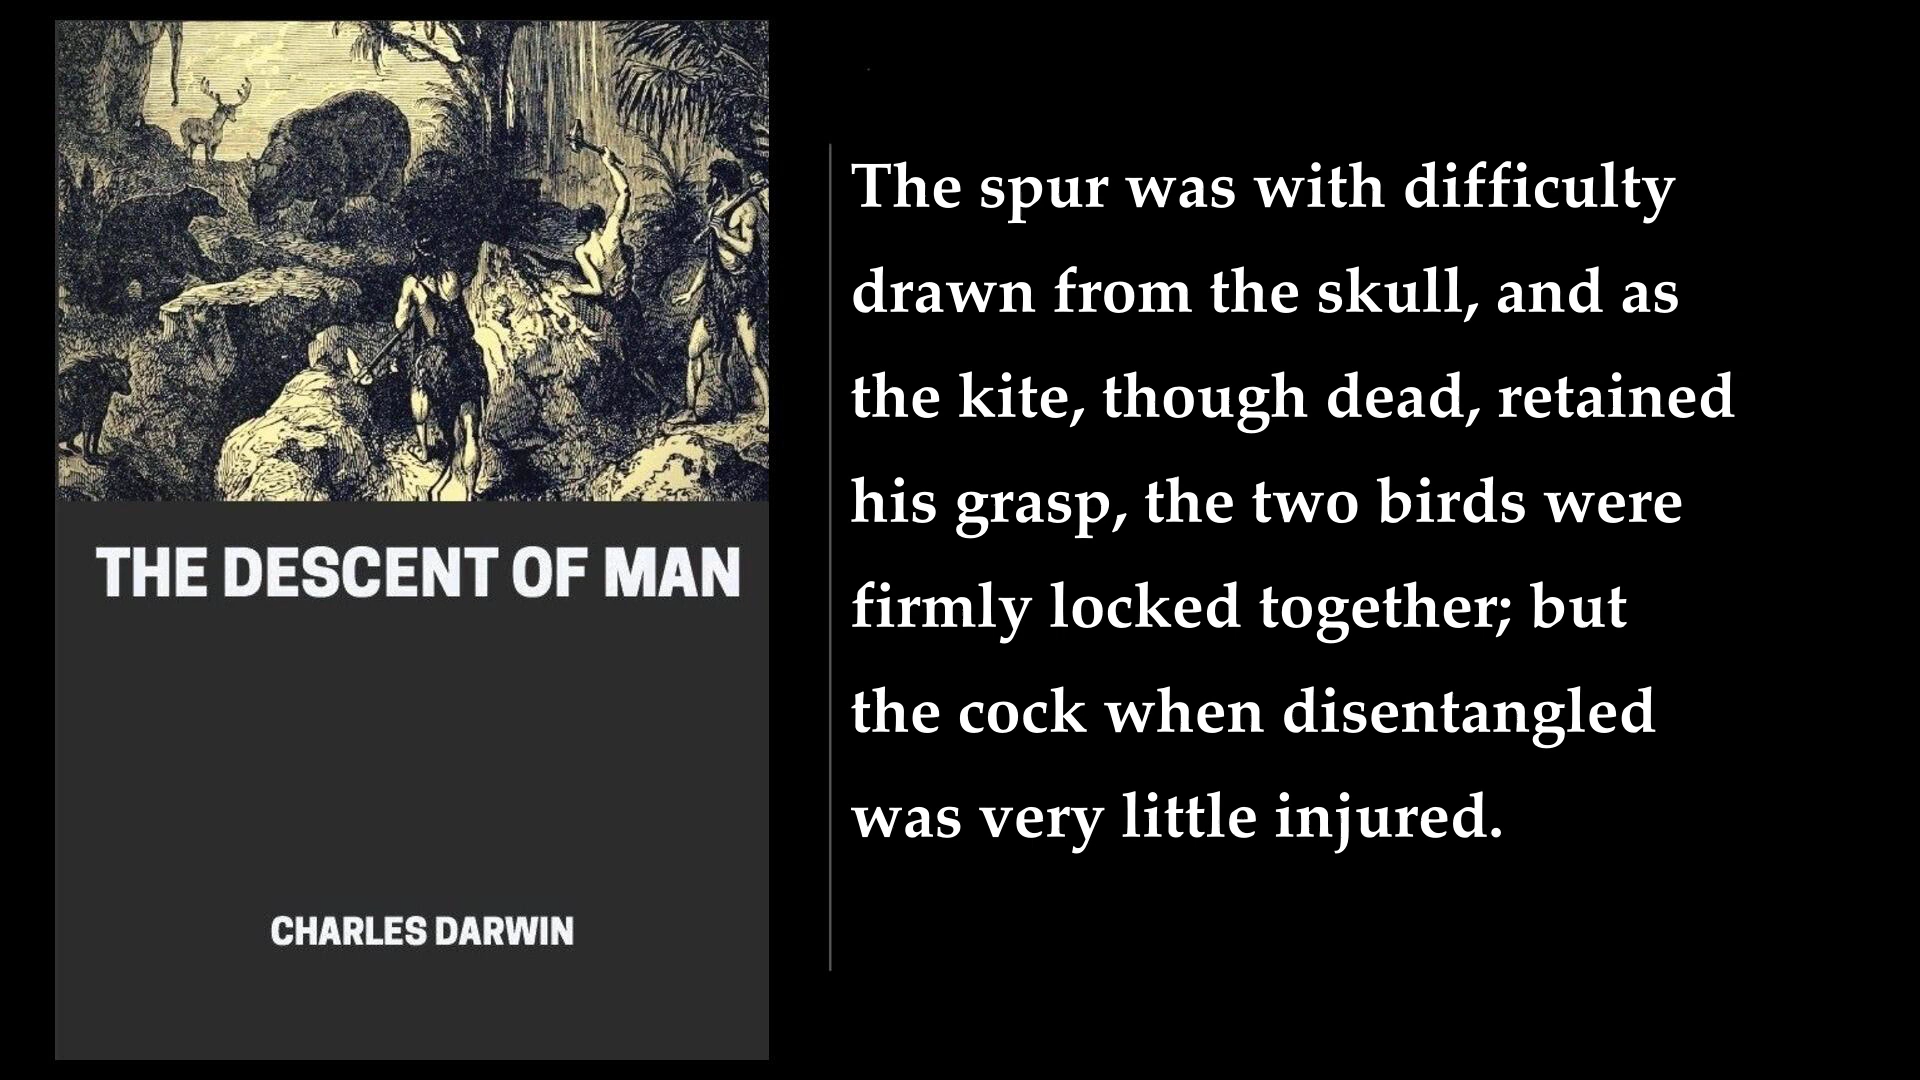 THE DESCENT OF MAN
CHARLES DARWIN
The spur was with difficulty
drawn from the skull, and as
the kite, though dead, retained
his grasp, the two birds were
firmly locked together; but
the cock when disentangled
was very little injured.